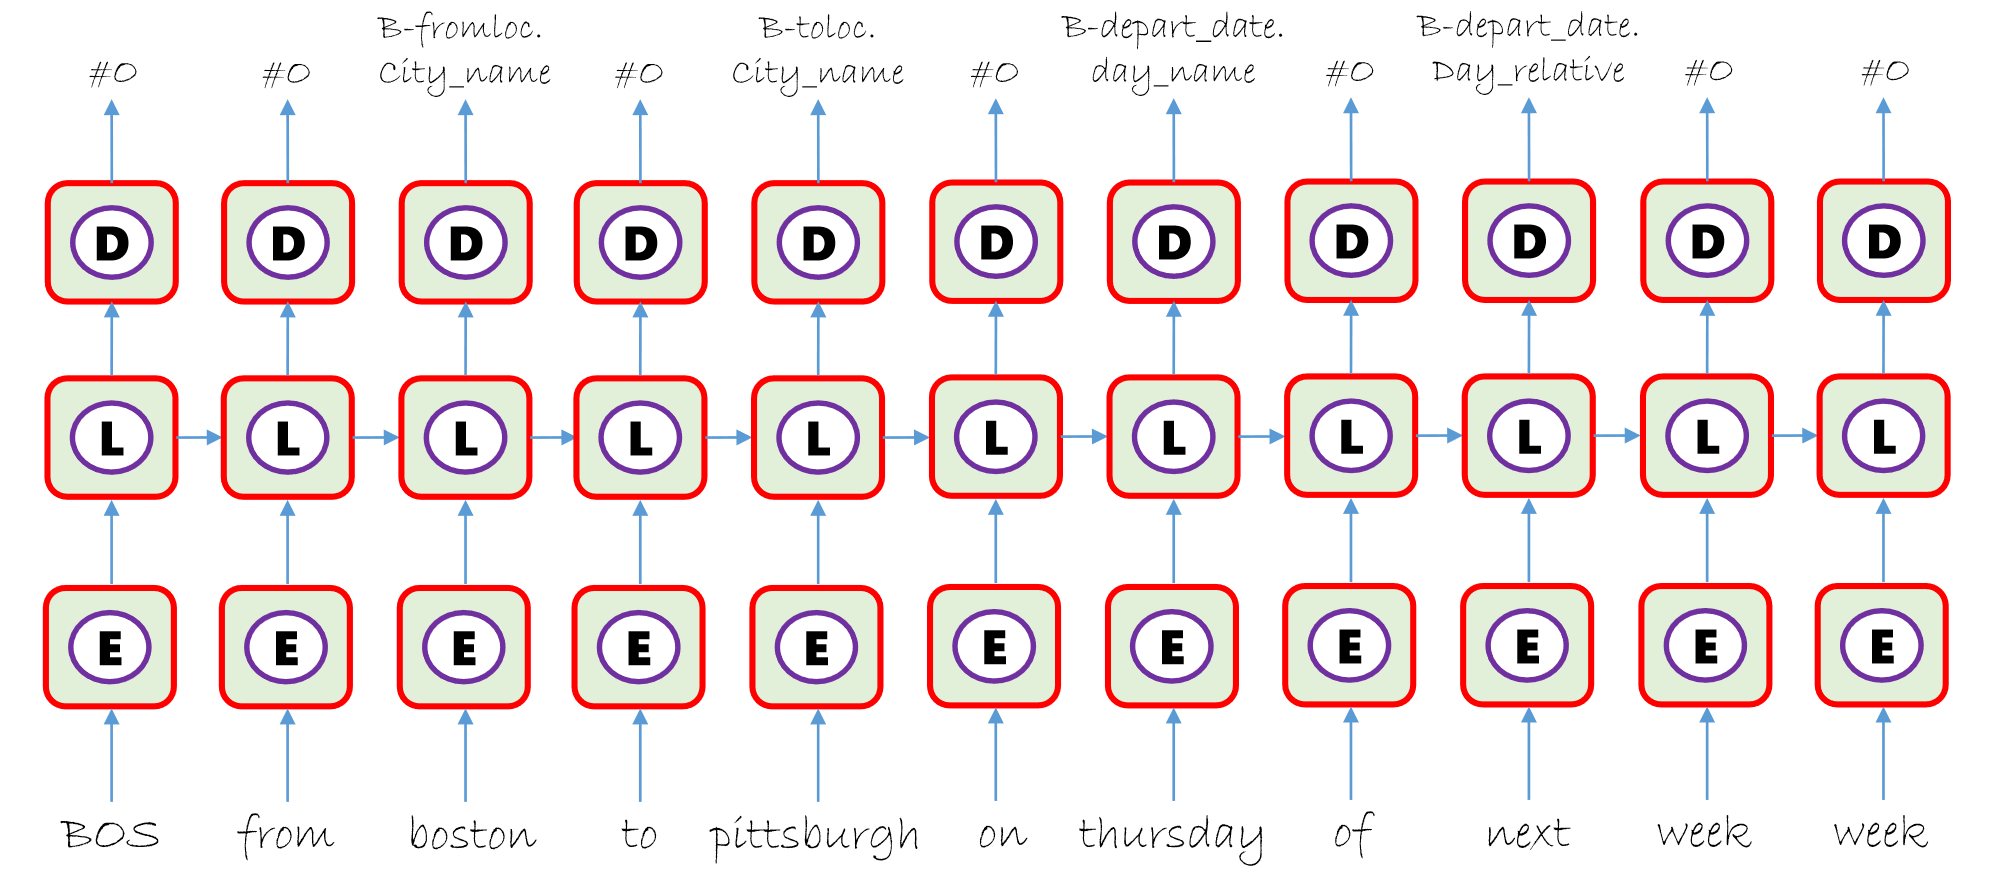 B-fromloc. B-toloc. B-depart_date. B-depart_date.
#O #O City_name #O City_name #O day_name #O Day_relative #O #O
D D D D D D D D D D D
L L L L L L L L L L L
E E E E E E E E E E E
BOS from boston to pittsburgh on thursday of next week week